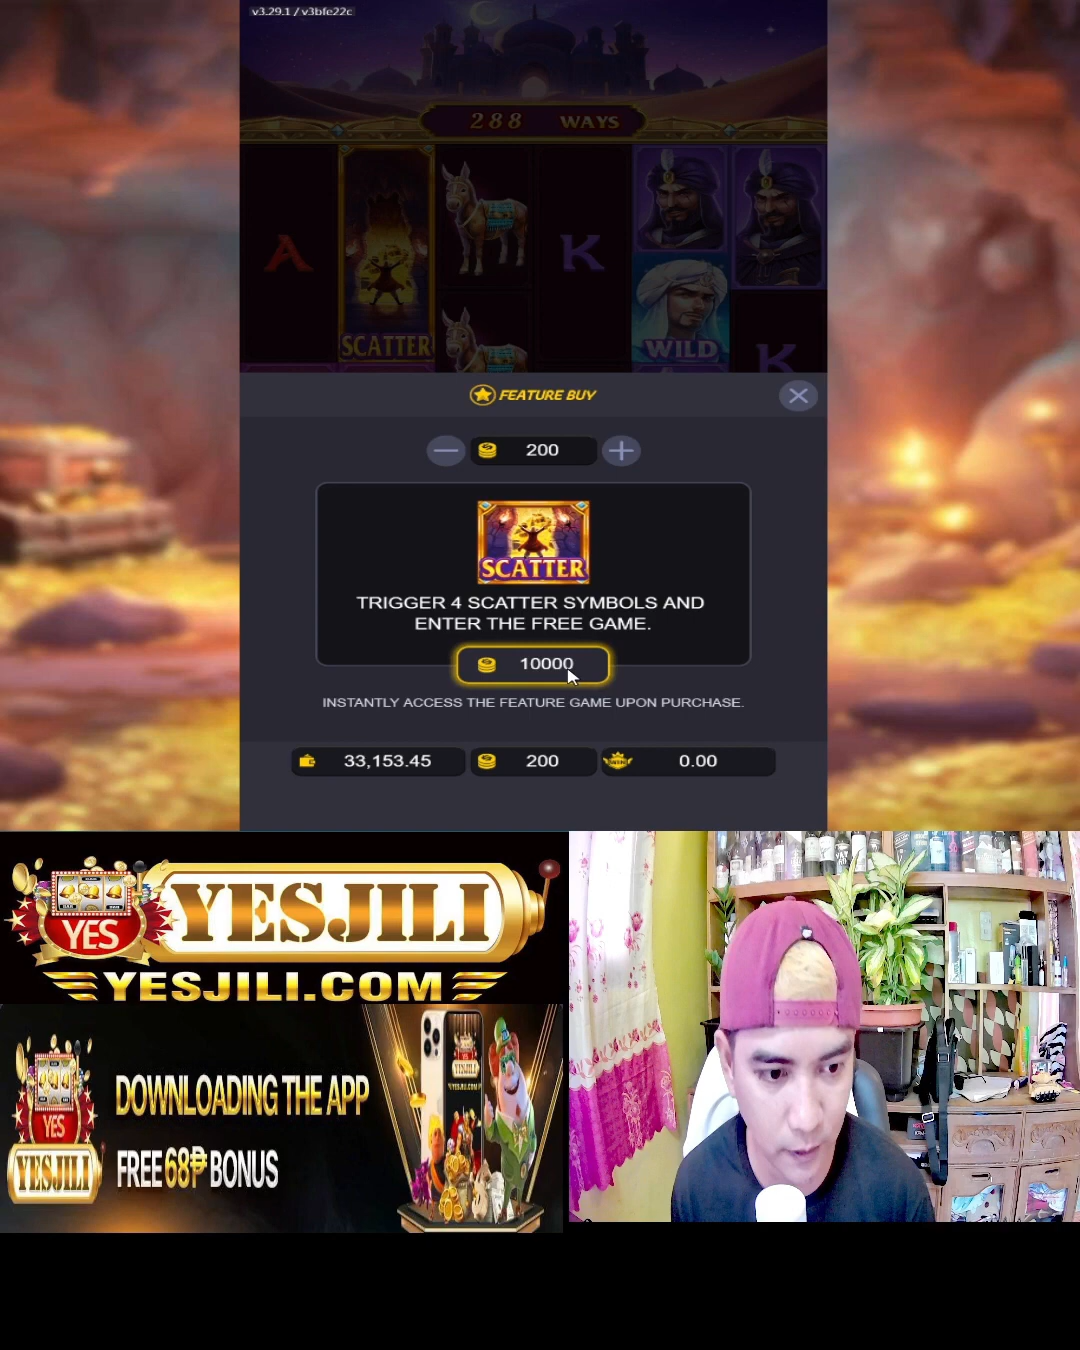 v3.29.1 / v3bfe22c
288 WAYS
A
K
SCATTER
WILD
K
FEATURE BUY
200
SCATTER
TRIGGER 4 SCATTER SYMBOLS AND
ENTER THE FREE GAME.
10000
INSTANTLY ACCESS THE FEATURE GAME UPON PURCHASE.
33,153.45
200
0.00
YES
YESJILI
YESJILI.COM
DOWNLOADING THE APP
FREE 68₱ BONUS
YES
YESJILI
YESJILI